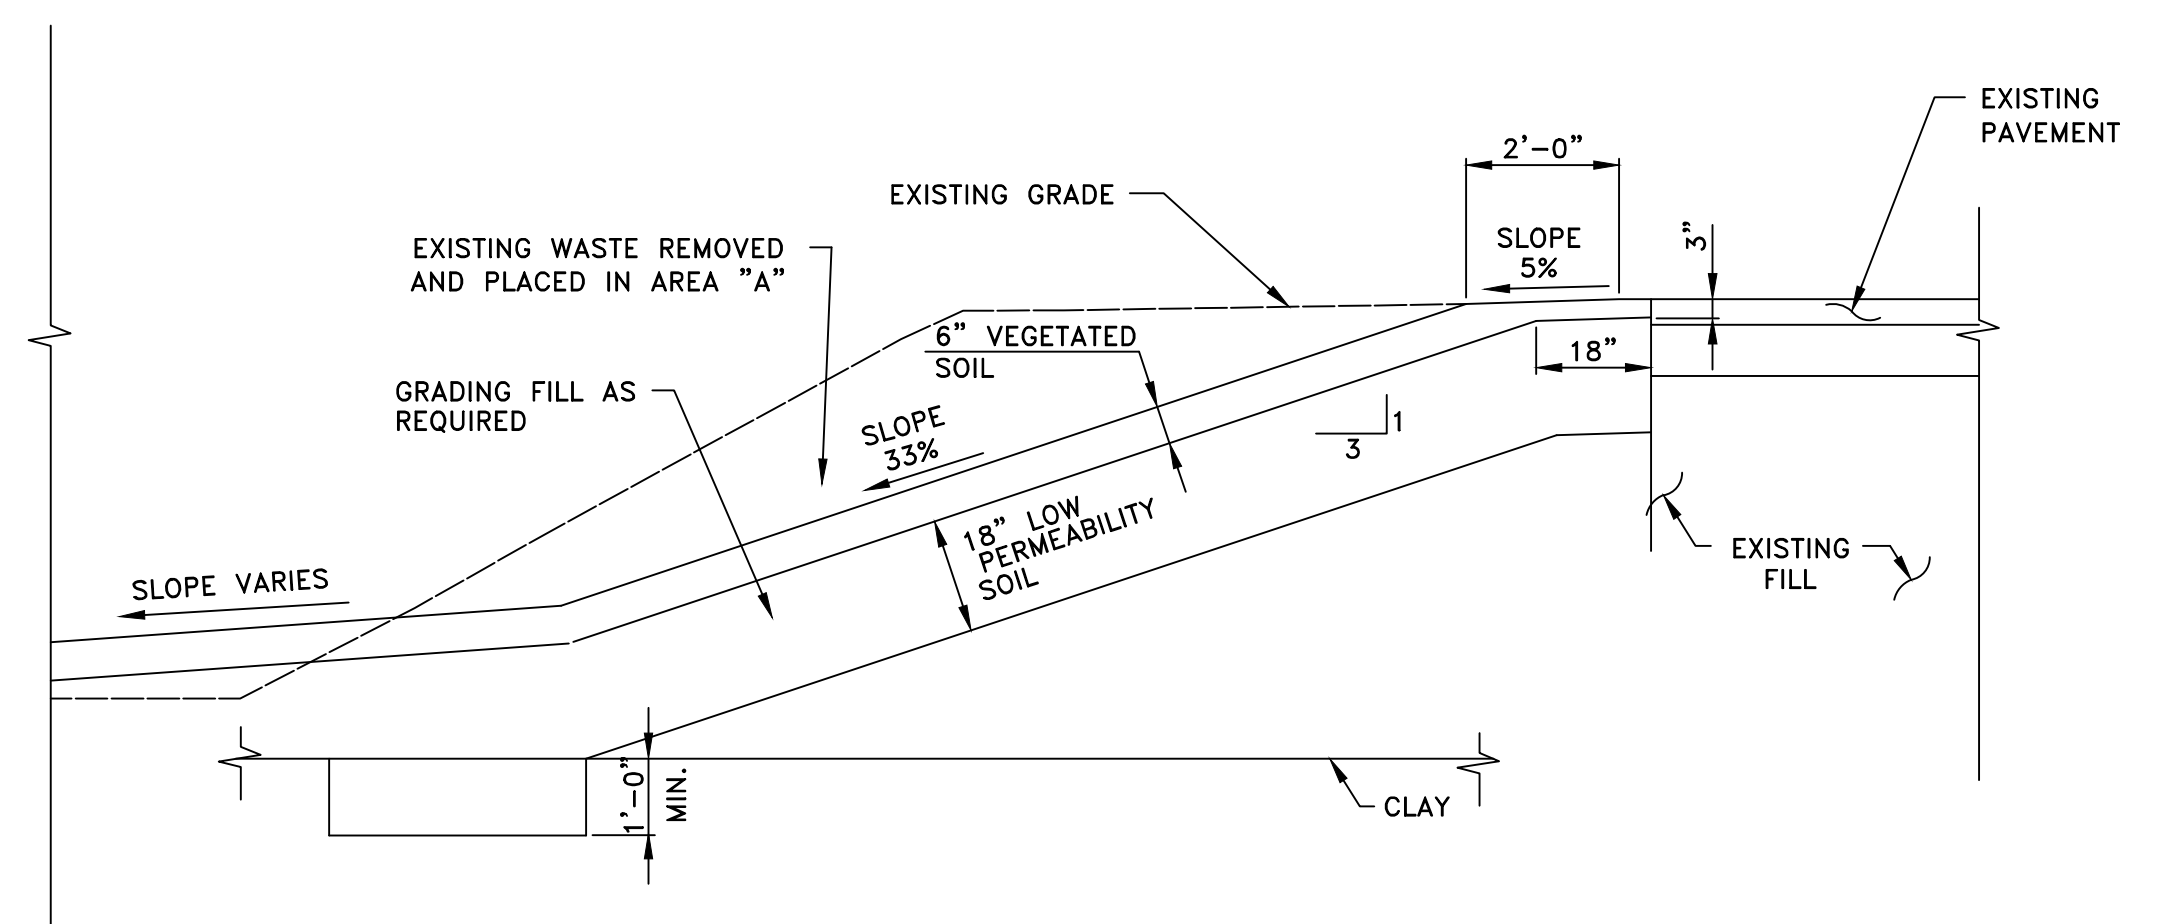 EXISTING
PAVEMENT
2'-0"
EXISTING GRADE
SLOPE
5%
3"
EXISTING WASTE REMOVED
AND PLACED IN AREA "A"
6" VEGETATED
SOIL
18"
GRADING FILL AS
REQUIRED
SLOPE
33%
1
3
18" LOW
PERMEABILITY
SOIL
EXISTING
FILL
SLOPE VARIES
1'-0"
MIN.
CLAY